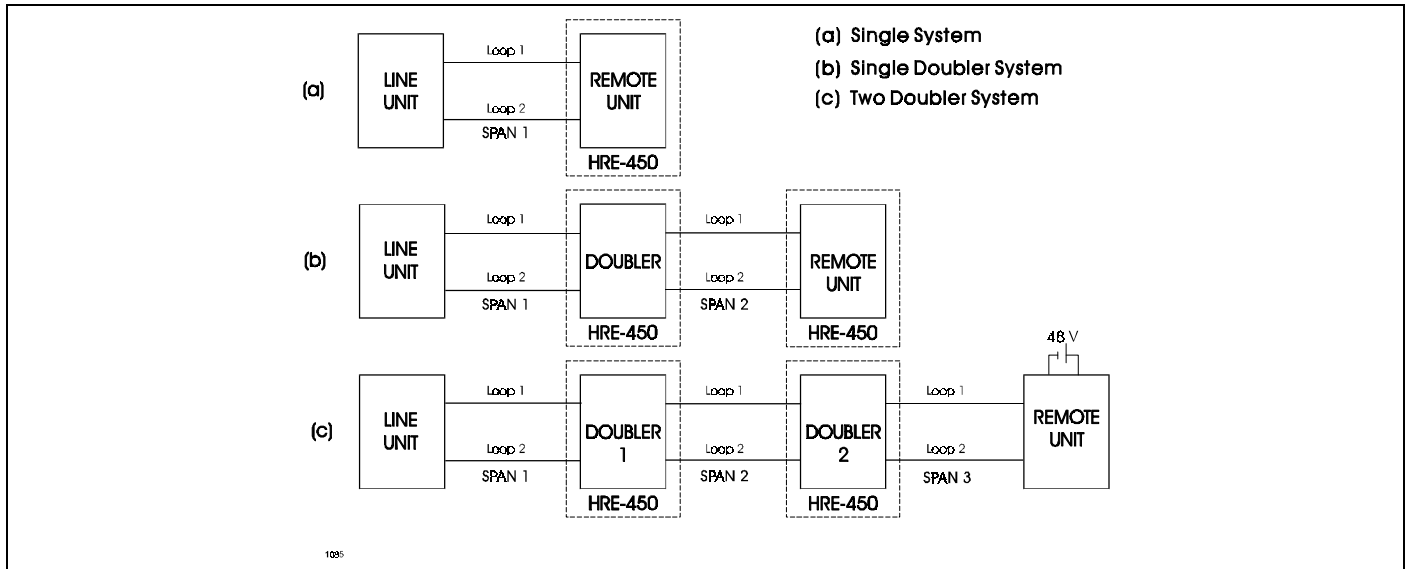 (a) Single System
(b) Single Doubler System
(c) Two Doubler System
(a)
LINE
UNIT
Loop 1
Loop 2
SPAN 1
REMOTE
UNIT
HRE-450
(b)
LINE
UNIT
Loop 1
Loop 2
SPAN 1
DOUBLER
HRE-450
Loop 1
Loop 2
SPAN 2
REMOTE
UNIT
HRE-450
(c)
LINE
UNIT
Loop 1
Loop 2
SPAN 1
DOUBLER
1
HRE-450
Loop 1
Loop 2
SPAN 2
DOUBLER
2
HRE-450
Loop 1
Loop 2
SPAN 3
48 V
REMOTE
UNIT
1085